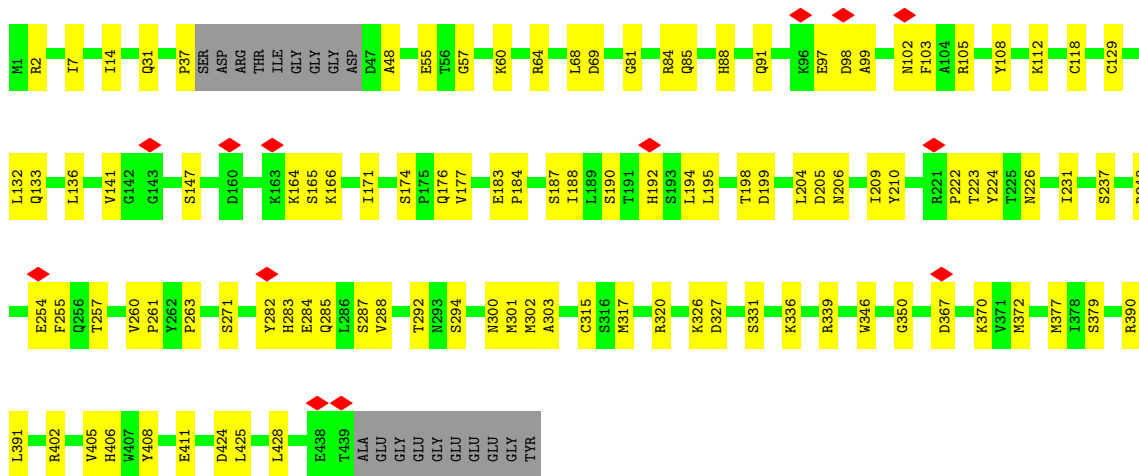 M1 R2 I7 I14 Q31 P37 SER ASP ARG THR ILE GLY GLY GLY ASP D47 A48 E55 T56 G57 K60 R64 L68 D69 G81 R84 Q85 H88 Q91 K96 E97 D98 A99 N102 F103 A104 R105 Y108 K112 C118 C129
L132 Q133 L136 V141 G142 G143 S147 D160 K163 K164 S165 K166 I171 S174 P175 Q176 V177 E183 P184 S187 I188 L189 S190 T191 H192 S193 L194 L195 T198 D199 L204 D205 N206 I209 Y210 R221 P222 T223 Y224 T225 N226 I231 S237
E254 F255 Q256 T257 V260 P261 Y262 P263 S271 Y282 H283 E284 Q285 L286 S287 V288 T292 N293 S294 N300 M301 M302 A303 C315 S316 M317 R320 K326 D327 S331 K336 R339 W346 G350 D367 K370 V371 M372 M377 I378 S379 R390
L391 R402 V405 H406 W407 Y408 E411 D424 L425 L428 E438 T439 ALA GLU GLY GLU GLY GLU GLU GLU GLY TYR